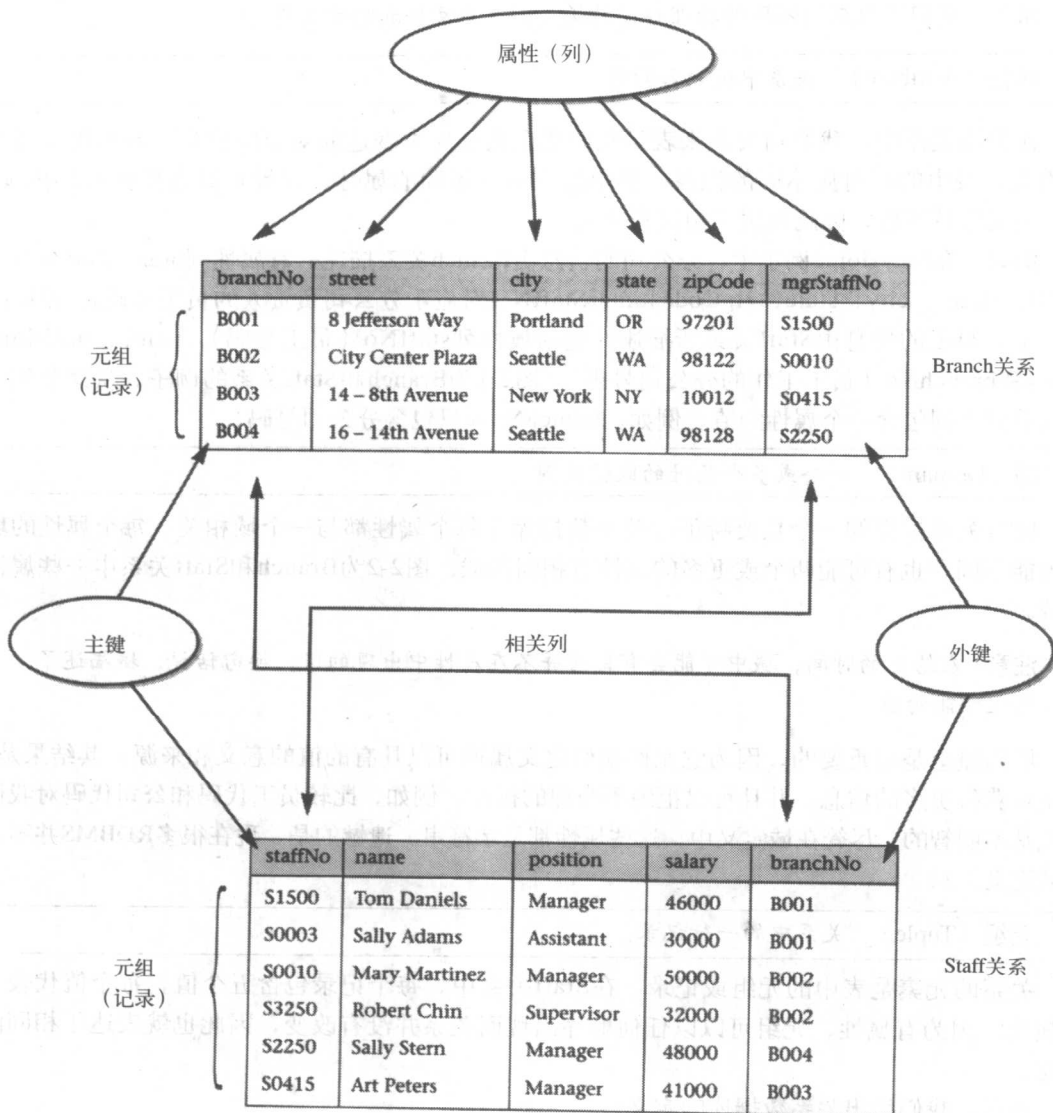 属性（列）
branchNo street city state zipCode mgrStaffNo
B001 8 Jefferson Way Portland OR 97201 S1500
B002 City Center Plaza Seattle WA 98122 S0010
B003 14 – 8th Avenue New York NY 10012 S0415
B004 16 – 14th Avenue Seattle WA 98128 S2250
元组
（记录）
Branch关系
主键
相关列
外键
staffNo name position salary branchNo
S1500 Tom Daniels Manager 46000 B001
S0003 Sally Adams Assistant 30000 B001
S0010 Mary Martinez Manager 50000 B002
S3250 Robert Chin Supervisor 32000 B002
S2250 Sally Stern Manager 48000 B004
S0415 Art Peters Manager 41000 B003
元组
（记录）
Staff关系